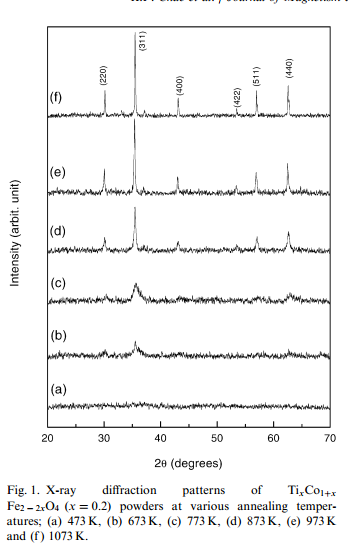 (220)
(311)
(400)
(422)
(511)
(440)
(f)
(e)
(d)
(c)
(b)
(a)
Intensity (arbit. unit)
20 30 40 50 60 70
2θ (degrees)
Fig. 1. X-ray diffraction patterns of TixCo1+x
Fe2−2xO4 (x = 0.2) powders at various annealing temper-
atures; (a) 473 K, (b) 673 K, (c) 773 K, (d) 873 K, (e) 973 K
and (f) 1073 K.